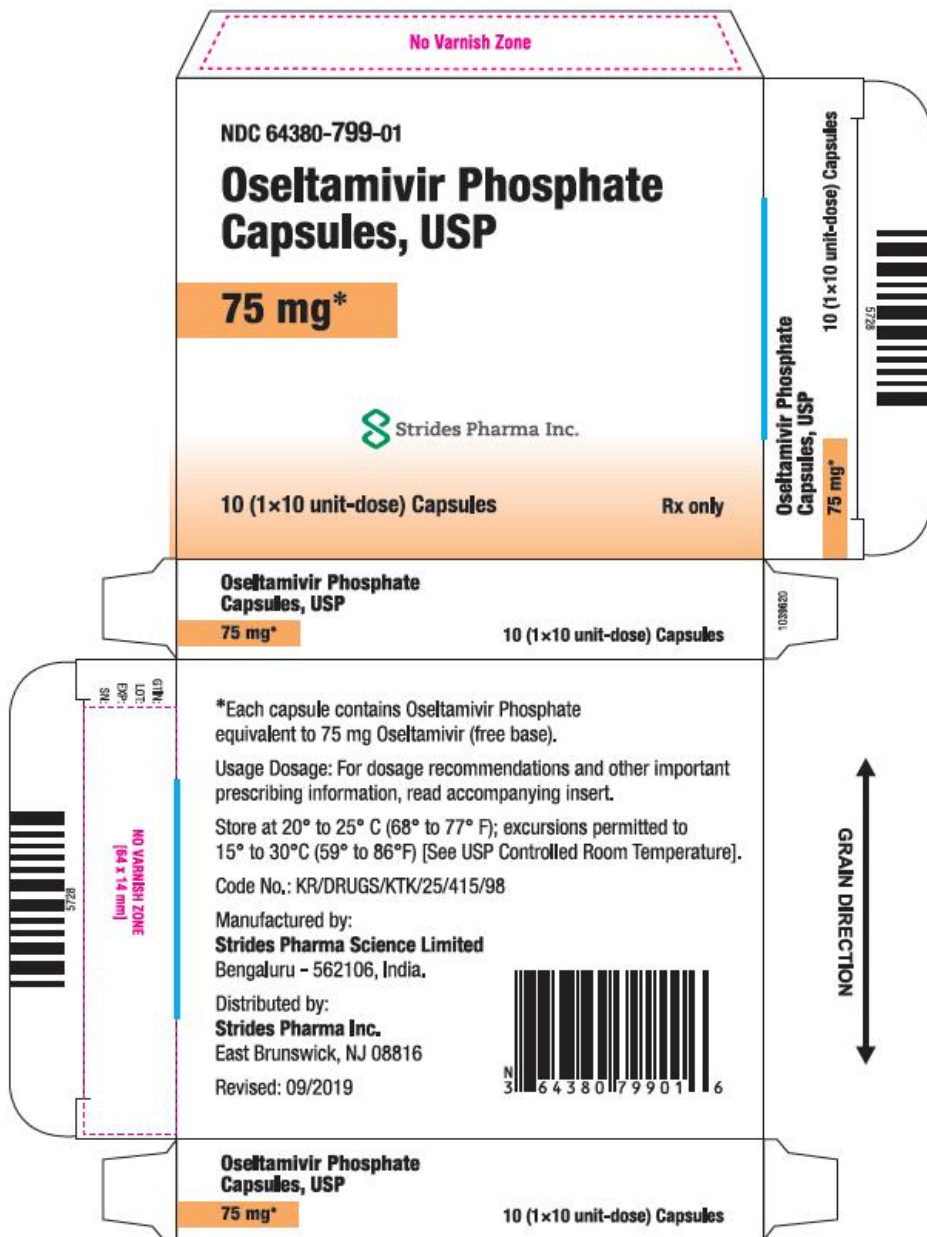 No Varnish Zone
NDC 64380-799-01
Oseltamivir Phosphate
Capsules, USP
75 mg*
Strides Pharma Inc.
10 (1×10 unit-dose) Capsules
Rx only
Oseltamivir Phosphate
Capsules, USP
75 mg*
10 (1×10 unit-dose) Capsules
5728
Oseltamivir Phosphate
Capsules, USP
75 mg*
10 (1×10 unit-dose) Capsules
1039620
GTIN:
LOT:
EXP:
SN:
NO VARNISH ZONE
[64 x 14 mm]
5728
*Each capsule contains Oseltamivir Phosphate
equivalent to 75 mg Oseltamivir (free base).
Usage Dosage: For dosage recommendations and other important
prescribing information, read accompanying insert.
Store at 20° to 25° C (68° to 77° F); excursions permitted to
15° to 30°C (59° to 86°F) [See USP Controlled Room Temperature].
Code No.: KR/DRUGS/KTK/25/415/98
Manufactured by:
Strides Pharma Science Limited
Bengaluru - 562106, India.
Distributed by:
Strides Pharma Inc.
East Brunswick, NJ 08816
Revised: 09/2019
N
3 64380 79901 6
GRAIN DIRECTION
Oseltamivir Phosphate
Capsules, USP
75 mg*
10 (1×10 unit-dose) Capsules